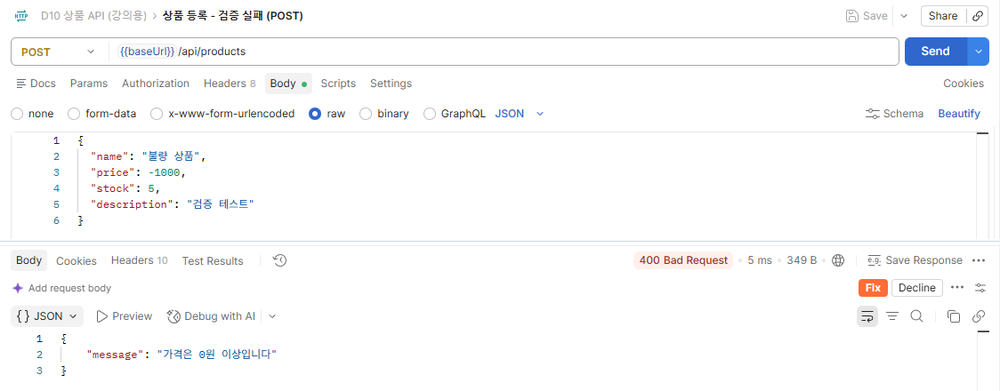 HTTP D10 상품 API (강의용) > 상품 등록 - 검증 실패 (POST) Save Share
POST {{baseUrl}} /api/products Send
Docs Params Authorization Headers 8 Body Scripts Settings Cookies
none form-data x-www-form-urlencoded raw binary GraphQL JSON Schema Beautify
1 {
2 "name": "불량 상품",
3 "price": -1000,
4 "stock": 5,
5 "description": "검증 테스트"
6 }
Body Cookies Headers 10 Test Results 400 Bad Request • 5 ms • 349 B • e.g. Save Response
Add request body Fix Decline
{} JSON Preview Debug with AI
1 {
2 "message": "가격은 0원 이상입니다"
3 }